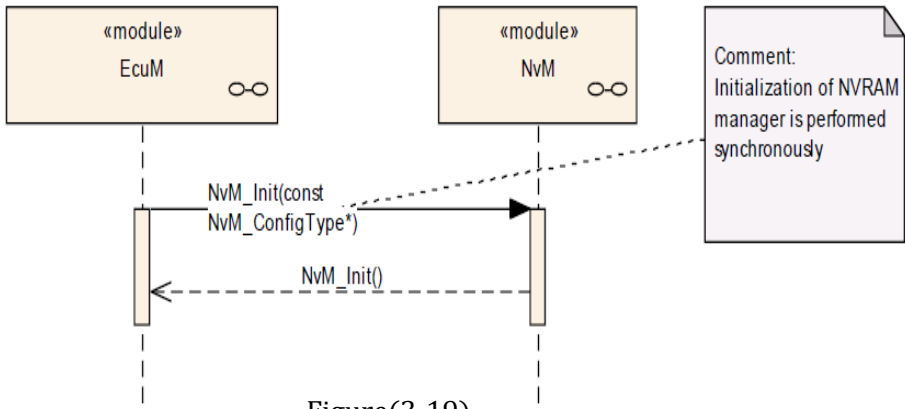 «module»
EcuM
«module»
NvM
Comment:
Initialization of NVRAM
manager is performed
synchronously
NvM_Init(const
NvM_ConfigType*)
NvM_Init()
Figure(3-19)